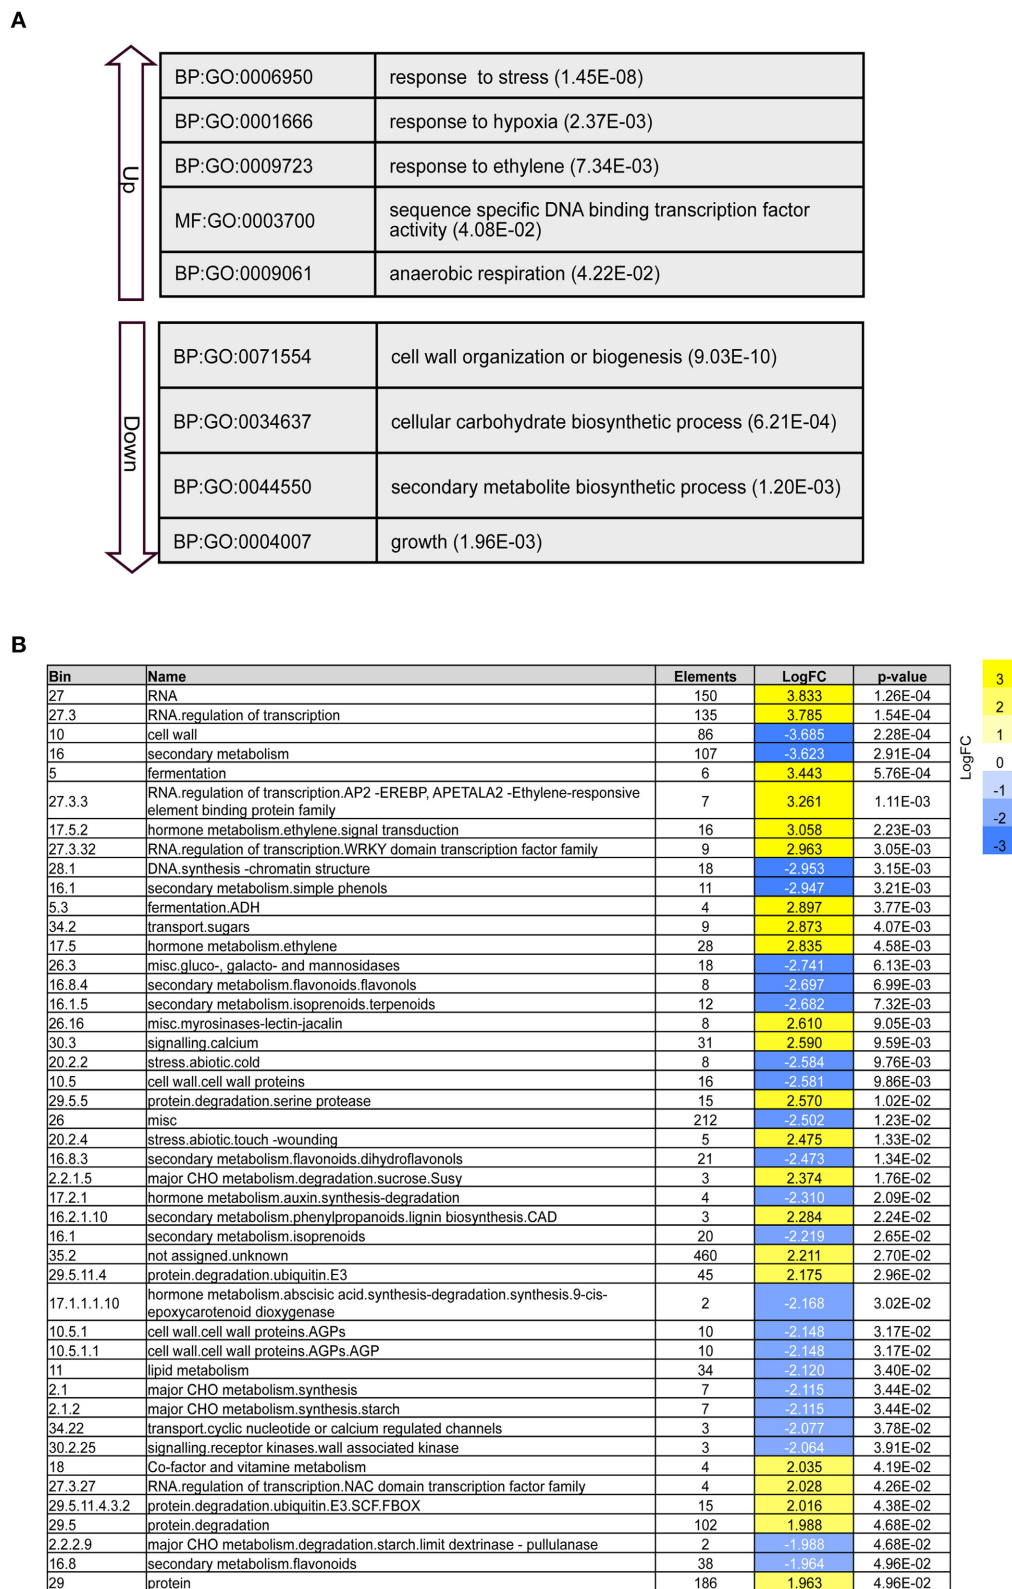 A
Up
BP:GO:0006950 response to stress (1.45E-08)
BP:GO:0001666 response to hypoxia (2.37E-03)
BP:GO:0009723 response to ethylene (7.34E-03)
MF:GO:0003700 sequence specific DNA binding transcription factor
activity (4.08E-02)
BP:GO:0009061 anaerobic respiration (4.22E-02)
Down
BP:GO:0071554 cell wall organization or biogenesis (9.03E-10)
BP:GO:0034637 cellular carbohydrate biosynthetic process (6.21E-04)
BP:GO:0044550 secondary metabolite biosynthetic process (1.20E-03)
BP:GO:0004007 growth (1.96E-03)
B
Bin Name Elements LogFC p-value
27 RNA 150 3.833 1.26E-04
27.3 RNA.regulation of transcription 135 3.785 1.54E-04
10 cell wall 86 -3.685 2.28E-04
16 secondary metabolism 107 -3.623 2.91E-04
5 fermentation 6 3.443 5.76E-04
27.3.3 RNA.regulation of transcription.AP2 -EREBP, APETALA2 -Ethylene-responsive
element binding protein family 7 3.261 1.11E-03
17.5.2 hormone metabolism.ethylene.signal transduction 16 3.058 2.23E-03
27.3.32 RNA.regulation of transcription.WRKY domain transcription factor family 9 2.963 3.05E-03
28.1 DNA.synthesis -chromatin structure 18 -2.953 3.15E-03
16.1 secondary metabolism.simple phenols 11 -2.947 3.21E-03
5.3 fermentation.ADH 4 2.897 3.77E-03
34.2 transport.sugars 9 2.873 4.07E-03
17.5 hormone metabolism.ethylene 28 2.835 4.58E-03
26.3 misc.gluco-, galacto- and mannosidases 18 -2.741 6.13E-03
16.8.4 secondary metabolism.flavonoids.flavonols 8 -2.697 6.99E-03
16.1.5 secondary metabolism.isoprenoids.terpenoids 12 -2.682 7.32E-03
26.16 misc.myrosinases-lectin-jacalin 8 2.610 9.05E-03
30.3 signalling.calcium 31 2.590 9.59E-03
20.2.2 stress.abiotic.cold 8 -2.584 9.76E-03
10.5 cell wall.cell wall proteins 16 -2.581 9.86E-03
29.5.5 protein.degradation.serine protease 15 2.570 1.02E-02
26 misc 212 -2.502 1.23E-02
20.2.4 stress.abiotic.touch -wounding 5 2.475 1.33E-02
16.8.3 secondary metabolism.flavonoids.dihydroflavonols 21 -2.473 1.34E-02
2.2.1.5 major CHO metabolism.degradation.sucrose.Susy 3 2.374 1.76E-02
17.2.1 hormone metabolism.auxin.synthesis-degradation 4 -2.310 2.09E-02
16.2.1.10 secondary metabolism.phenylpropanoids.lignin biosynthesis.CAD 3 2.284 2.24E-02
16.1 secondary metabolism.isoprenoids 20 -2.219 2.65E-02
35.2 not assigned.unknown 460 2.211 2.70E-02
29.5.11.4 protein.degradation.ubiquitin.E3 45 2.175 2.96E-02
17.1.1.1.10 hormone metabolism.abscisic acid.synthesis-degradation.synthesis.9-cis-
epoxycarotenoid dioxygenase 2 -2.168 3.02E-02
10.5.1 cell wall.cell wall proteins.AGPs 10 -2.148 3.17E-02
10.5.1.1 cell wall.cell wall proteins.AGPs.AGP 10 -2.148 3.17E-02
11 lipid metabolism 34 -2.120 3.40E-02
2.1 major CHO metabolism.synthesis 7 -2.115 3.44E-02
2.1.2 major CHO metabolism.synthesis.starch 7 -2.115 3.44E-02
34.22 transport.cyclic nucleotide or calcium regulated channels 3 -2.077 3.78E-02
30.2.25 signalling.receptor kinases.wall associated kinase 3 -2.064 3.91E-02
18 Co-factor and vitamine metabolism 4 2.035 4.19E-02
27.3.27 RNA.regulation of transcription.NAC domain transcription factor family 4 2.028 4.26E-02
29.5.11.4.3.2 protein.degradation.ubiquitin.E3.SCF.FBOX 15 2.016 4.38E-02
29.5 protein.degradation 102 1.988 4.68E-02
2.2.2.9 major CHO metabolism.degradation.starch.limit dextrinase - pullulanase 2 -1.988 4.68E-02
16.8 secondary metabolism.flavonoids 38 -1.964 4.96E-02
29 protein 186 1.963 4.96E-02
LogFC
3
2
1
0
-1
-2
-3